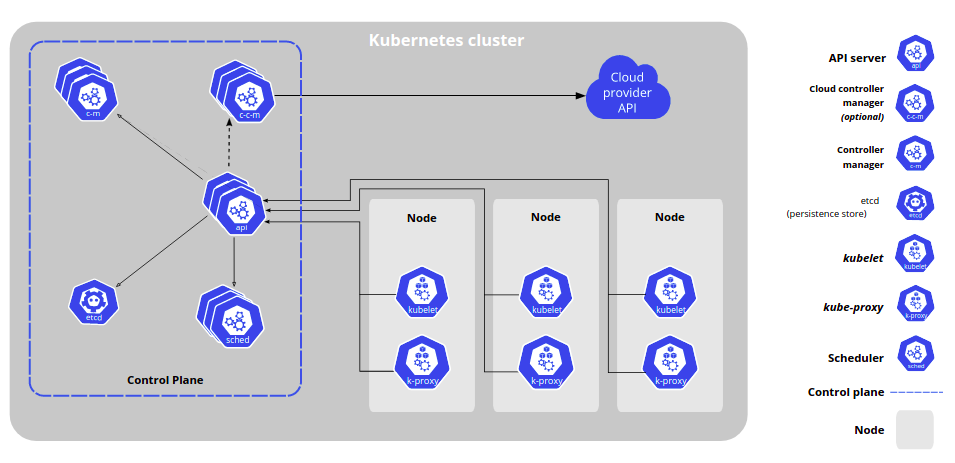 Kubernetes cluster
c-m
c-c-m
Cloud
provider
API
api
etcd
sched
Control Plane
Node
kubelet
k-proxy
Node
kubelet
k-proxy
Node
kubelet
k-proxy
API server
api
Cloud controller
manager
(optional)
c-c-m
Controller
manager
c-m
etcd
(persistence store)
etcd
kubelet
kubelet
kube-proxy
k-proxy
Scheduler
sched
Control plane
Node